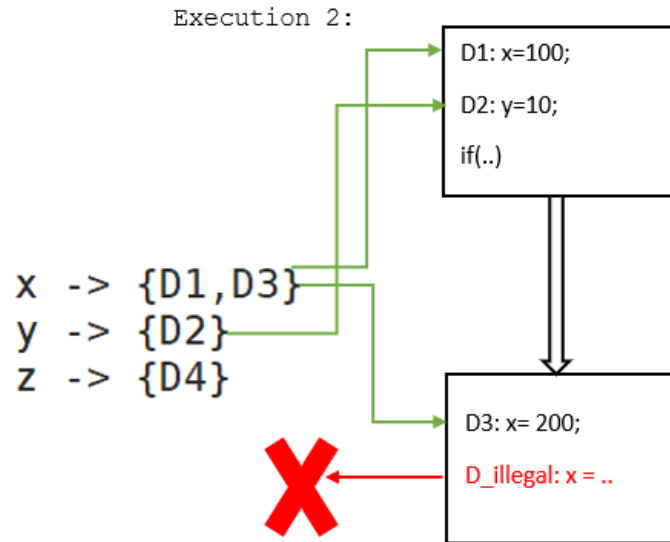 Execution 2:
D1: x=100;
D2: y=10;
if(..)
x -> {D1,D3}
y -> {D2}
z -> {D4}
D3: x= 200;
D_illegal: x = ..